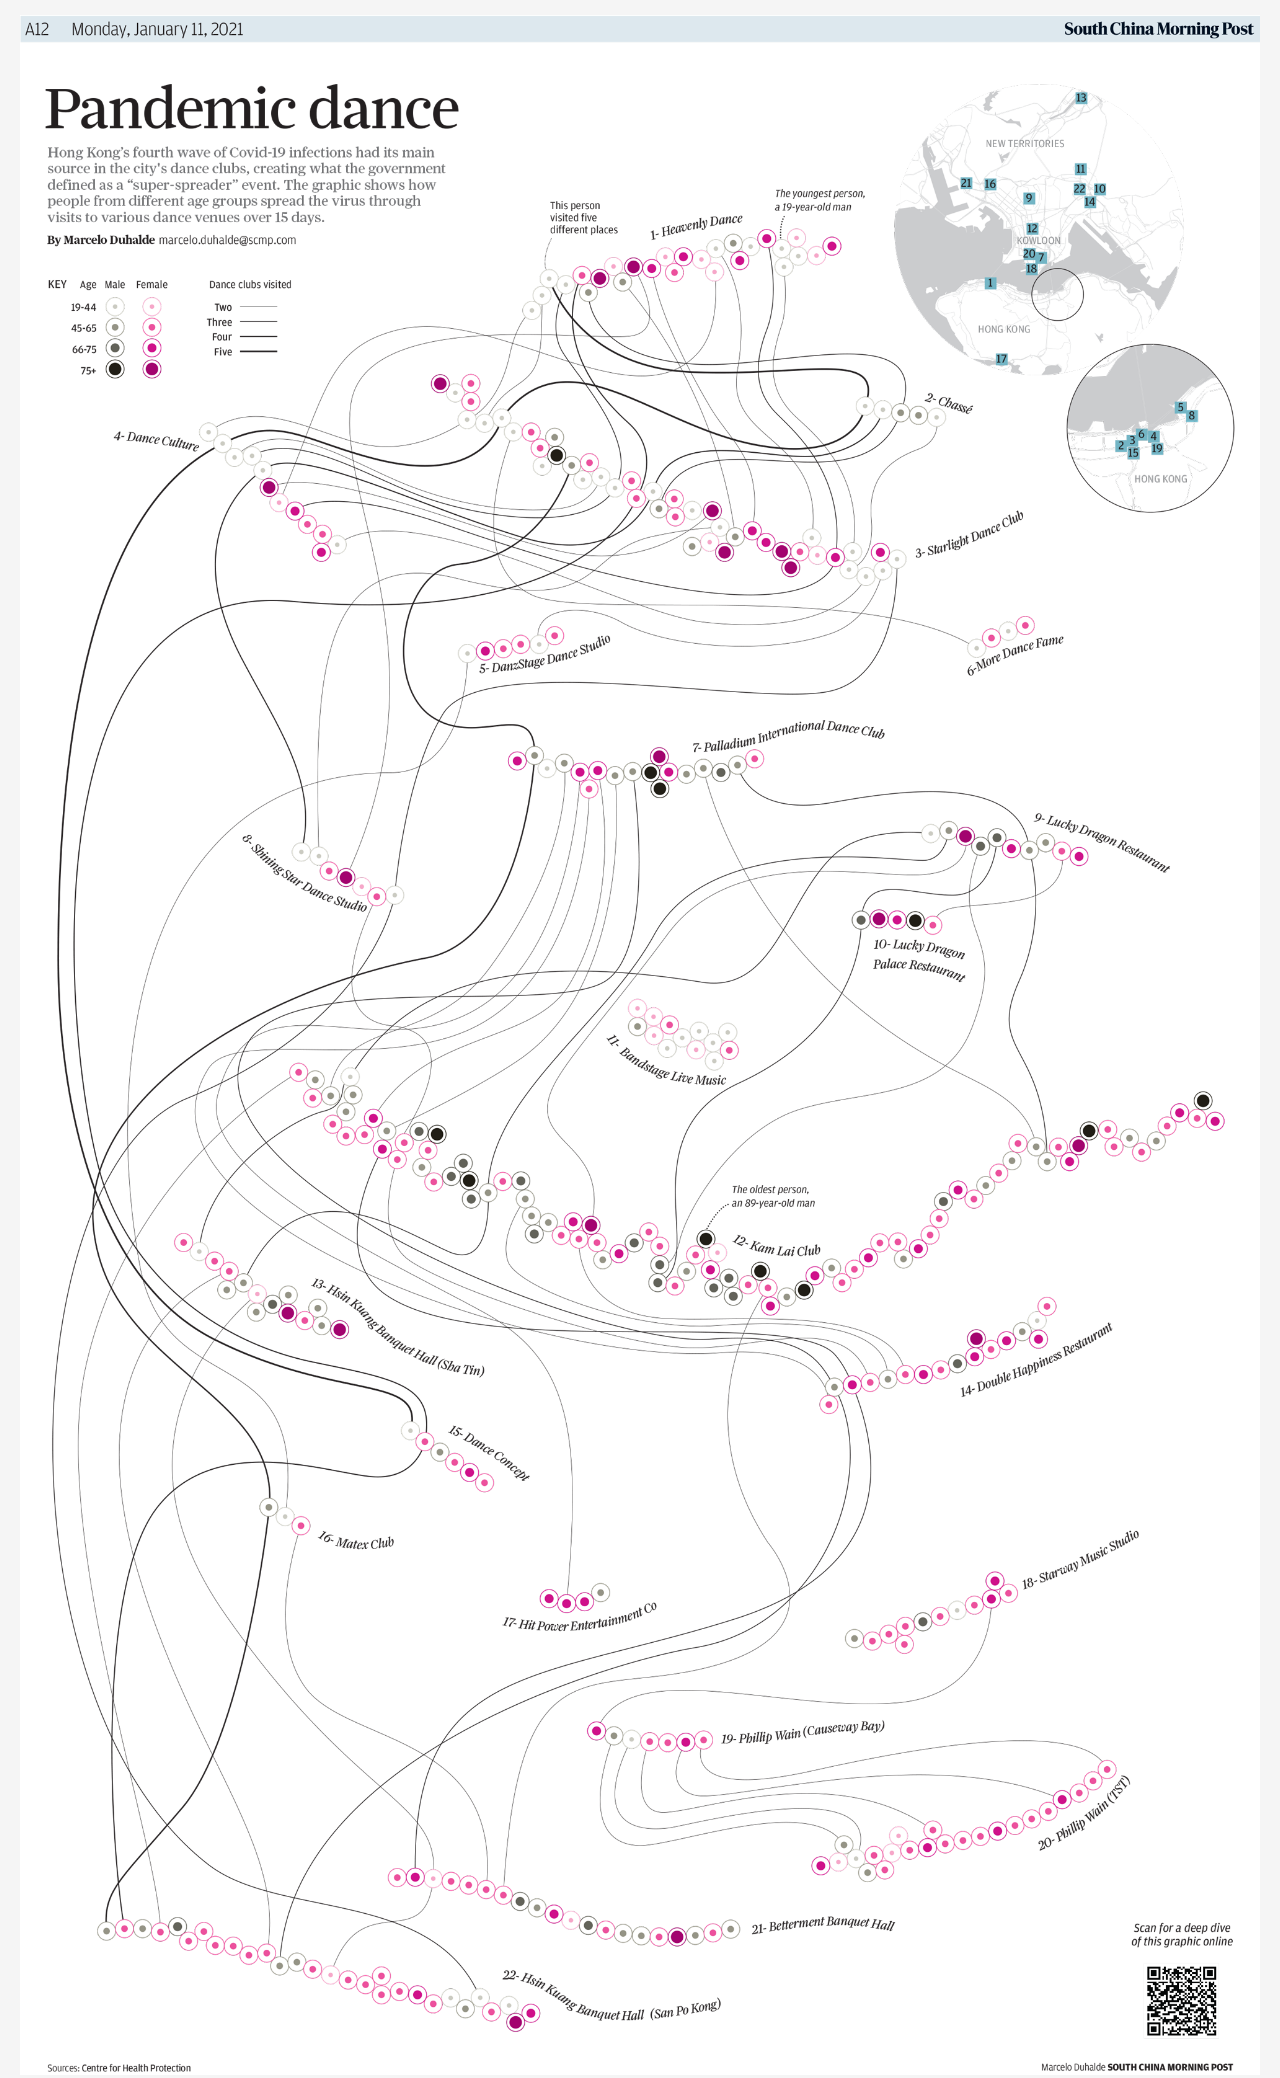 A12 Monday, January 11, 2021
South China Morning Post
Pandemic dance
Hong Kong's fourth wave of Covid-19 infections had its main
source in the city's dance clubs, creating what the government
defined as a “super-spreader” event. The graphic shows how
people from different age groups spread the virus through
visits to various dance venues over 15 days.
By Marcelo Duhalde marcelo.duhalde@scmp.com
KEY Age Male Female Dance clubs visited
19-44
45-65
66-75
75+
Two
Three
Four
Five
This person
visited five
different places
1- Heavenly Dance
The youngest person,
a 19-year-old man
13
NEW TERRITORIES
11
21
16
22
10
9
14
12
KOWLOON
20
7
18
1
HONG KONG
17
5
8
6
4
3
2
19
15
HONG KONG
2- Chassé
4- Dance Culture
3- Starlight Dance Club
5- DanzStage Dance Studio
6-More Dance Fame
7- Palladium International Dance Club
8- Shining Star Dance Studio
9- Lucky Dragon Restaurant
10- Lucky Dragon
Palace Restaurant
11- Bandstage Live Music
The oldest person,
an 89-year-old man
12- Kam Lai Club
13- Hsin Kuang Banquet Hall (Sha Tin)
14- Double Happiness Restaurant
15- Dance Concept
16- Matex Club
17- Hit Power Entertainment Co
18- Starway Music Studio
19- Phillip Wain (Causeway Bay)
20- Phillip Wain (TST)
21- Betterment Banquet Hall
22- Hsin Kuang Banquet Hall (San Po Kong)
Scan for a deep dive
of this graphic online
Sources: Centre for Health Protection
Marcelo Duhalde SOUTH CHINA MORNING POST